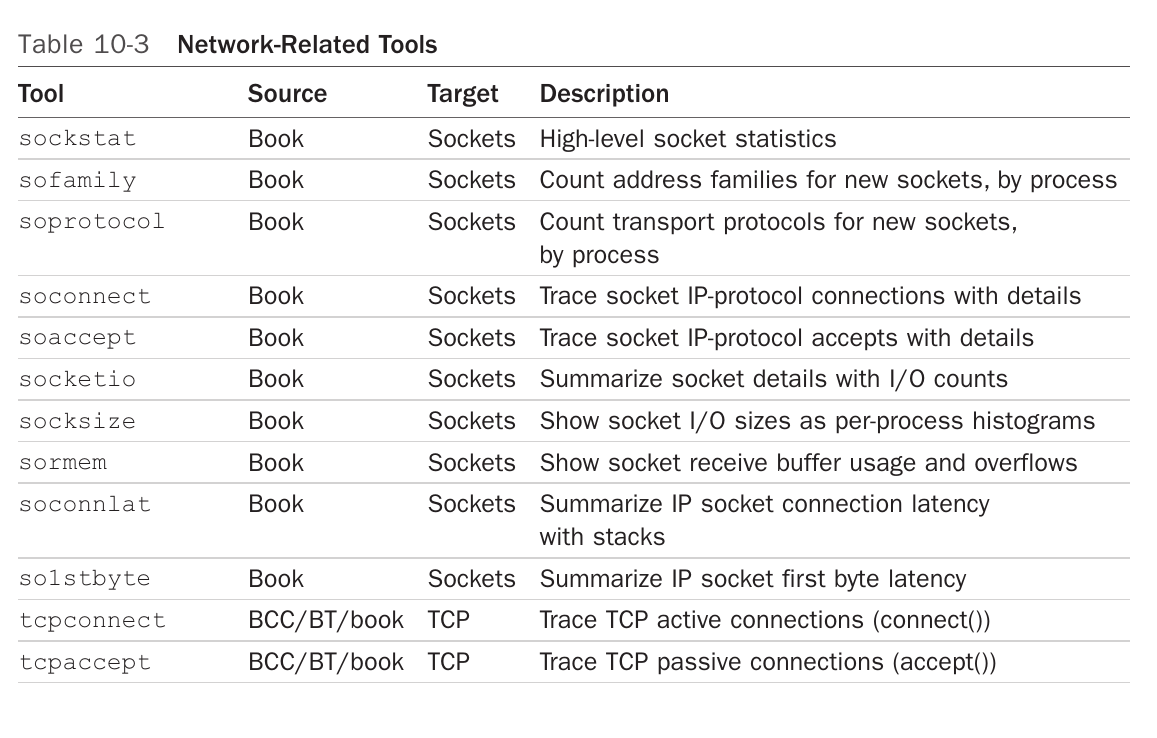 Table 10-3 Network-Related Tools
Tool Source Target Description
sockstat Book Sockets High-level socket statistics
sofamily Book Sockets Count address families for new sockets, by process
soprotocol Book Sockets Count transport protocols for new sockets,
by process
soconnect Book Sockets Trace socket IP-protocol connections with details
soaccept Book Sockets Trace socket IP-protocol accepts with details
socketio Book Sockets Summarize socket details with I/O counts
socksize Book Sockets Show socket I/O sizes as per-process histograms
sormem Book Sockets Show socket receive buffer usage and overflows
soconnlat Book Sockets Summarize IP socket connection latency
with stacks
so1stbyte Book Sockets Summarize IP socket first byte latency
tcpconnect BCC/BT/book TCP Trace TCP active connections (connect())
tcpaccept BCC/BT/book TCP Trace TCP passive connections (accept())